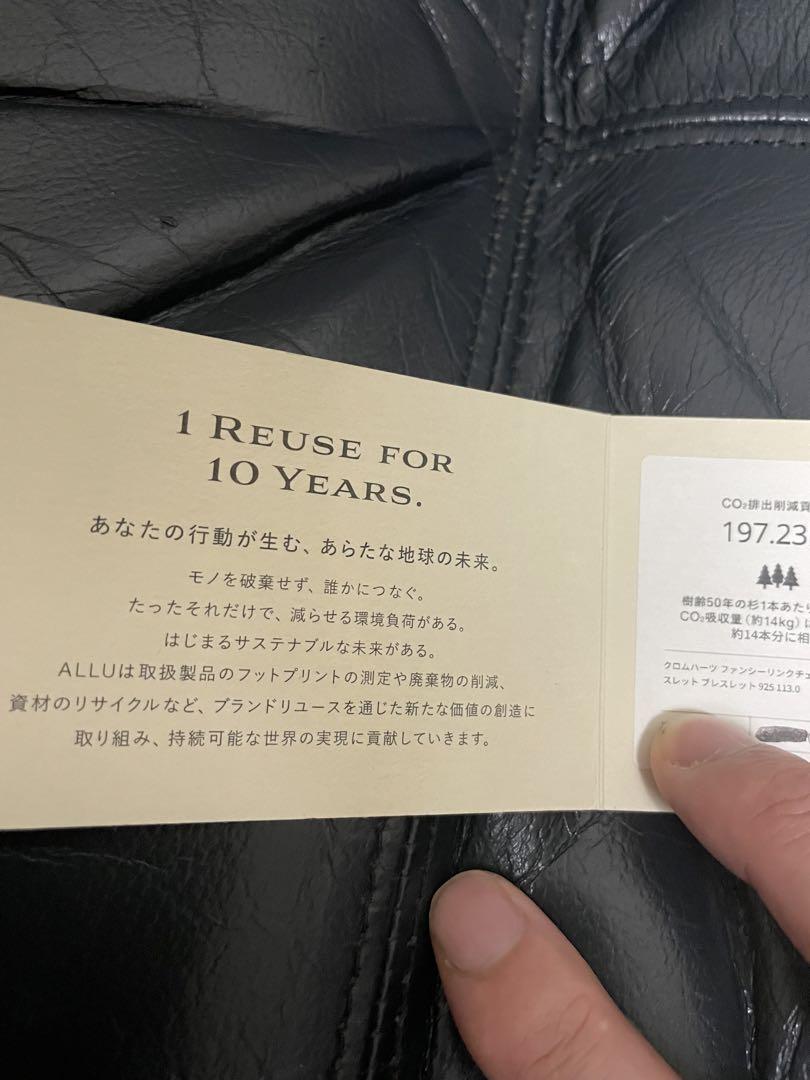 1 REUSE FOR
10 YEARS.
あなたの行動が生む、あらたな地球の未来。
モノを破棄せず、誰かにつなぐ。
たったそれだけで、減らせる環境負荷がある。
はじまるサステナブルな未来がある。
ALLUは取扱製品のフットプリントの測定や廃棄物の削減、
資材のリサイクルなど、ブランドリユースを通じた新たな価値の創造に
取り組み、持続可能な世界の実現に貢献していきます。
CO₂排出削減貢
197.23
樹齢50年の杉1本あたり
CO₂吸収量（約14kg）に
約14本分に相
クロムハーツ ファンシーリンクチェ
スレット ブレスレット 925 113.0